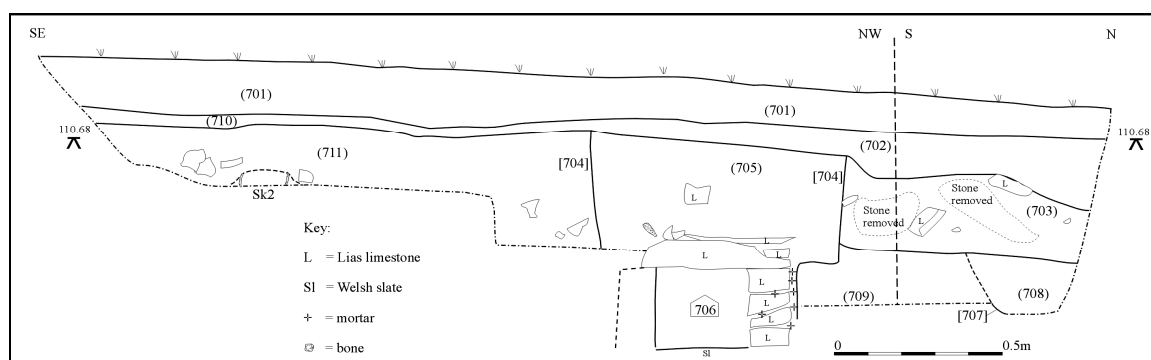 SE NW S N
(701)
(701)
(710)
110.68
110.68
(702)
(711)
[704]
(705)
[704]
L
Stone
removed
Stone
removed
L
(703)
L
Sk2
L
L
L
Key:
L = Lias limestone
Sl = Welsh slate
+ = mortar
= bone
706
L
L
L
L
Sl
(709)
(708)
[707]
0 0.5m